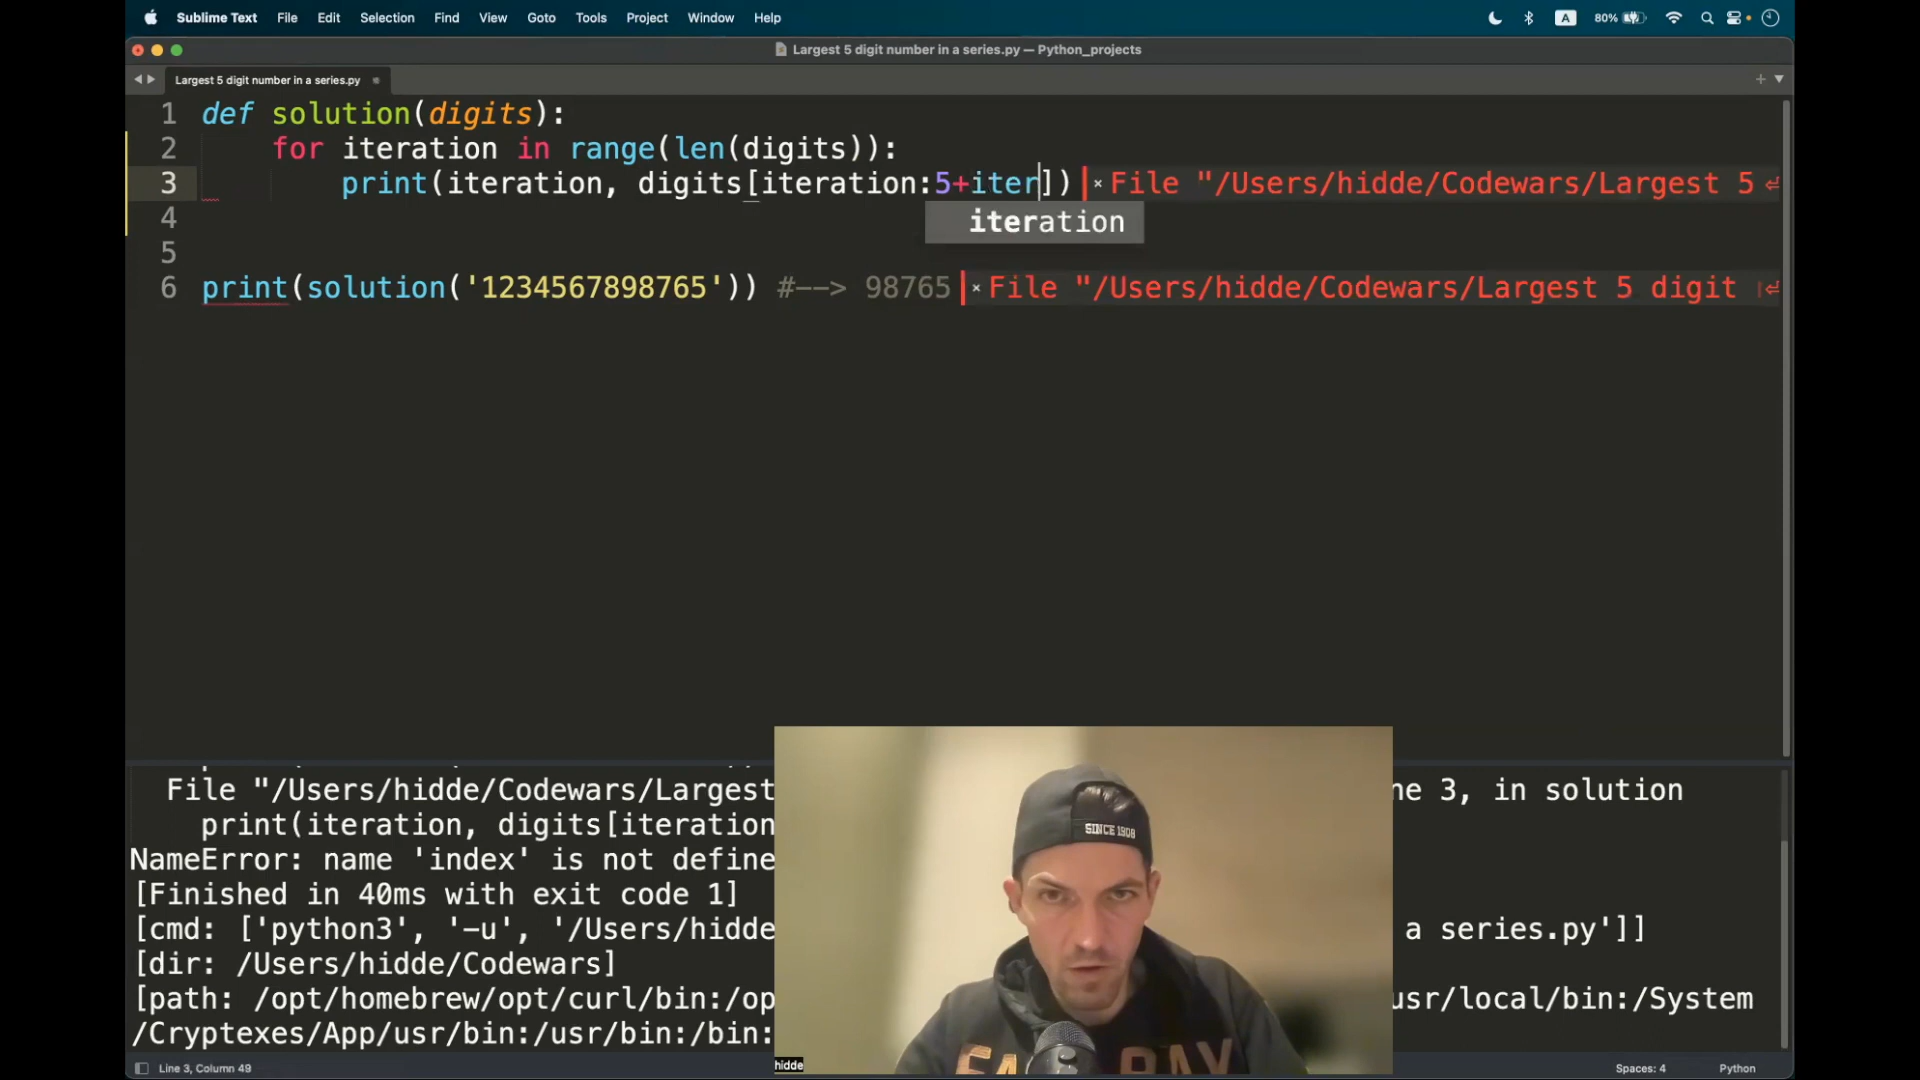 Sublime Text File Edit Selection Find View Goto Tools Project Window Help A 80%
Largest 5 digit number in a series.py — Python_projects
Largest 5 digit number in a series.py
1 def solution(digits):
2 for iteration in range(len(digits)):
3 print(iteration, digits[iteration:5+iter]) × File "/Users/hidde/Codewars/Largest 5
iteration
4
5
6 print(solution('1234567898765')) #--> 98765 × File "/Users/hidde/Codewars/Largest 5 digit
File "/Users/hidde/Codewars/Largest ne 3, in solution
print(iteration, digits[iteration
NameError: name 'index' is not define
[Finished in 40ms with exit code 1]
[cmd: ['python3', '-u', '/Users/hidde a series.py']]
[dir: /Users/hidde/Codewars]
[path: /opt/homebrew/opt/curl/bin:/op usr/local/bin:/System
/Cryptexes/App/usr/bin:/usr/bin:/bin:
SINCE 1908
hidde
Line 3, Column 49 Spaces: 4 Python